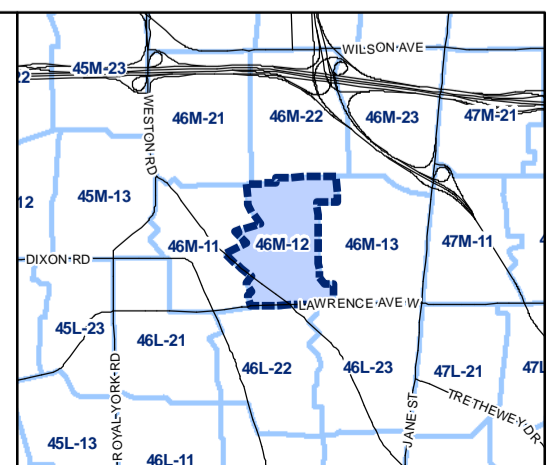 WILSON AVE
22
45M-23
WESTON RD
46M-21
46M-22
46M-23
47M-21
12
45M-13
46M-11
46M-12
46M-13
47M-11
4
DIXON RD
LAWRENCE AVE W
45L-23
46L-21
46L-22
46L-23
47L-21
47L
ROYAL YORK RD
JANE ST
TRETHEWEY DR
45L-13
46L-11